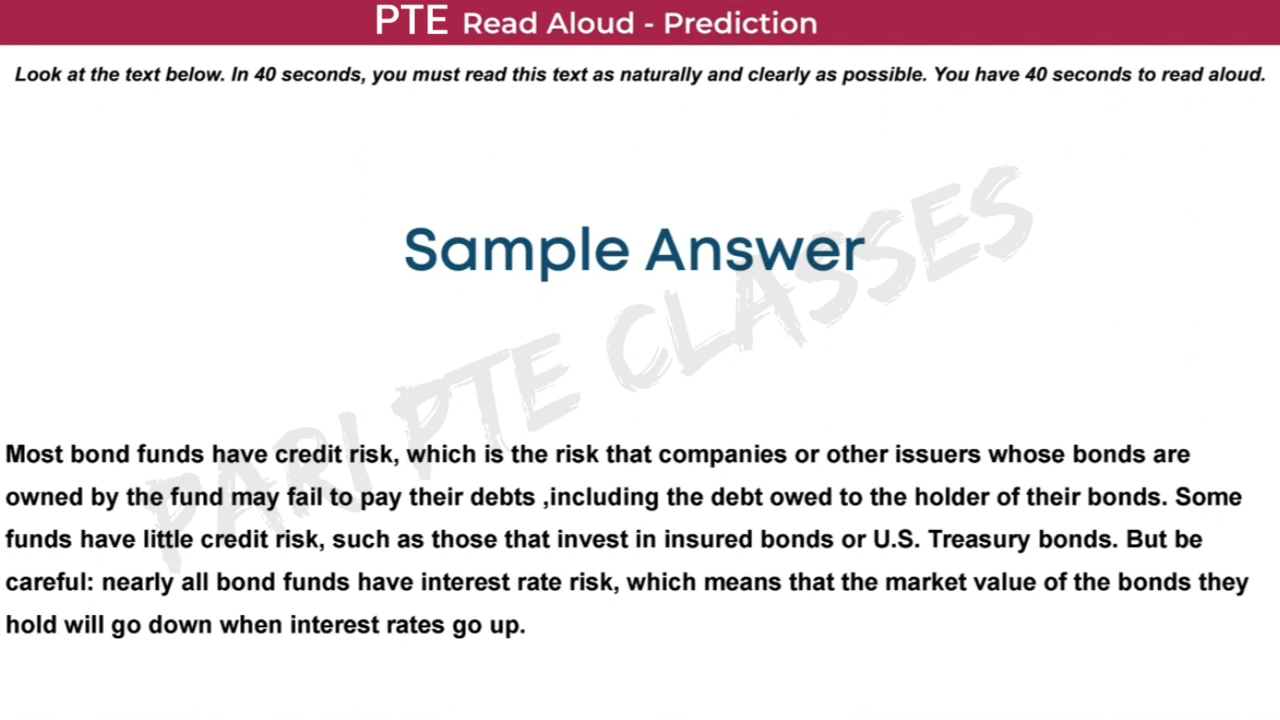 PTE Read Aloud - Prediction
Look at the text below. In 40 seconds, you must read this text as naturally and clearly as possible. You have 40 seconds to read aloud.
Sample Answer
PARI PTE CLASSES
Most bond funds have credit risk, which is the risk that companies or other issuers whose bonds are
owned by the fund may fail to pay their debts ,including the debt owed to the holder of their bonds. Some
funds have little credit risk, such as those that invest in insured bonds or U.S. Treasury bonds. But be
careful: nearly all bond funds have interest rate risk, which means that the market value of the bonds they
hold will go down when interest rates go up.